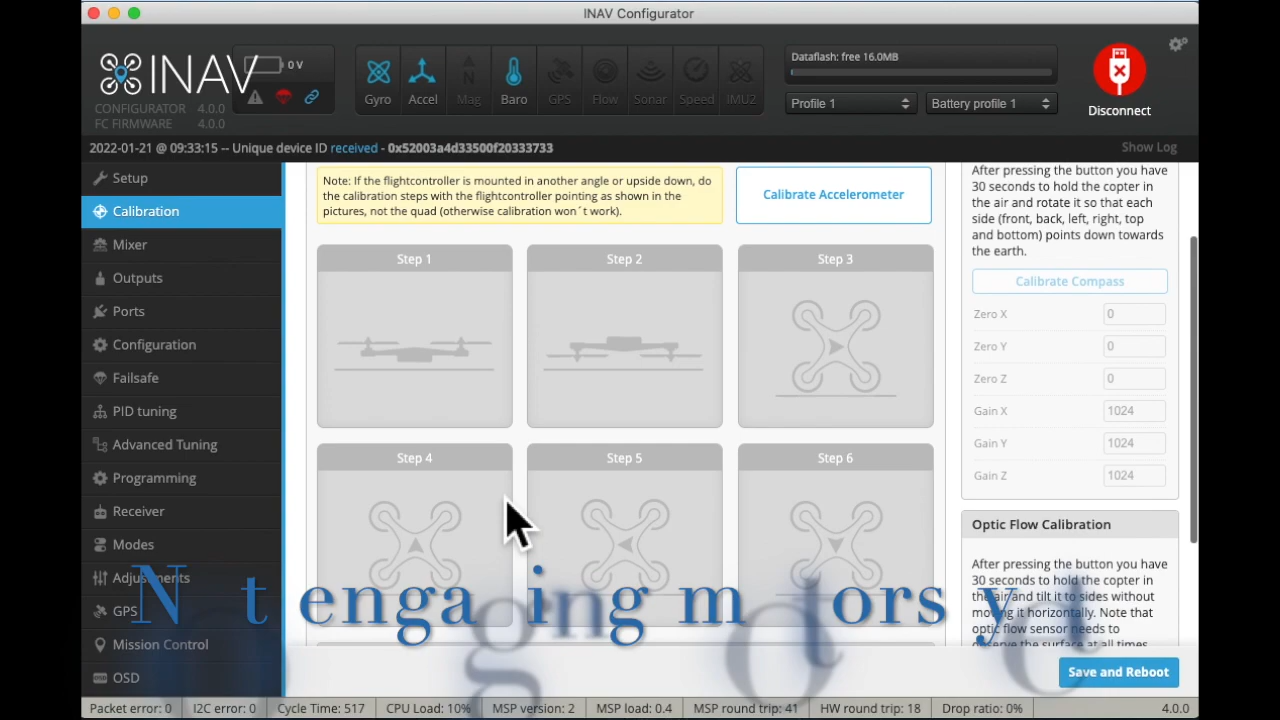 INAV Configurator
INAV
CONFIGURATOR 4.0.0
FC FIRMWARE 4.0.0
0 V
Gyro
Accel
Mag
Baro
GPS
Flow
Sonar
Speed
IMU2
Dataflash: free 16.0MB
Profile 1
Battery profile 1
Disconnect
2022-01-21 @ 09:33:15 -- Unique device ID received - 0x52003a4d33500f20333733
Show Log
Setup
Calibration
Mixer
Outputs
Ports
Configuration
Failsafe
PID tuning
Advanced Tuning
Programming
Receiver
Modes
Adjustments
GPS
Mission Control
OSD
Note: If the flightcontroller is mounted in another angle or upside down, do
the calibration steps with the flightcontroller pointing as shown in the
pictures, not the quad (otherwise calibration won´t work).
Calibrate Accelerometer
Step 1
Step 2
Step 3
Step 4
Step 5
Step 6
After pressing the button you have
30 seconds to hold the copter in
the air and rotate it so that each
side (front, back, left, right, top
and bottom) points down towards
the earth.
Calibrate Compass
Zero X 0
Zero Y 0
Zero Z 0
Gain X 1024
Gain Y 1024
Gain Z 1024
Optic Flow Calibration
After pressing the button you have
30 seconds to hold the copter in
the air and tilt it to sides without
moving it horizontally. Note that
optic flow sensor needs to
observe the surface at all times
Not engaging motors y
Save and Reboot
Packet error: 0
I2C error: 0
Cycle Time: 517
CPU Load: 10%
MSP version: 2
MSP load: 0.4
MSP round trip: 41
HW round trip: 18
Drop ratio: 0%
4.0.0